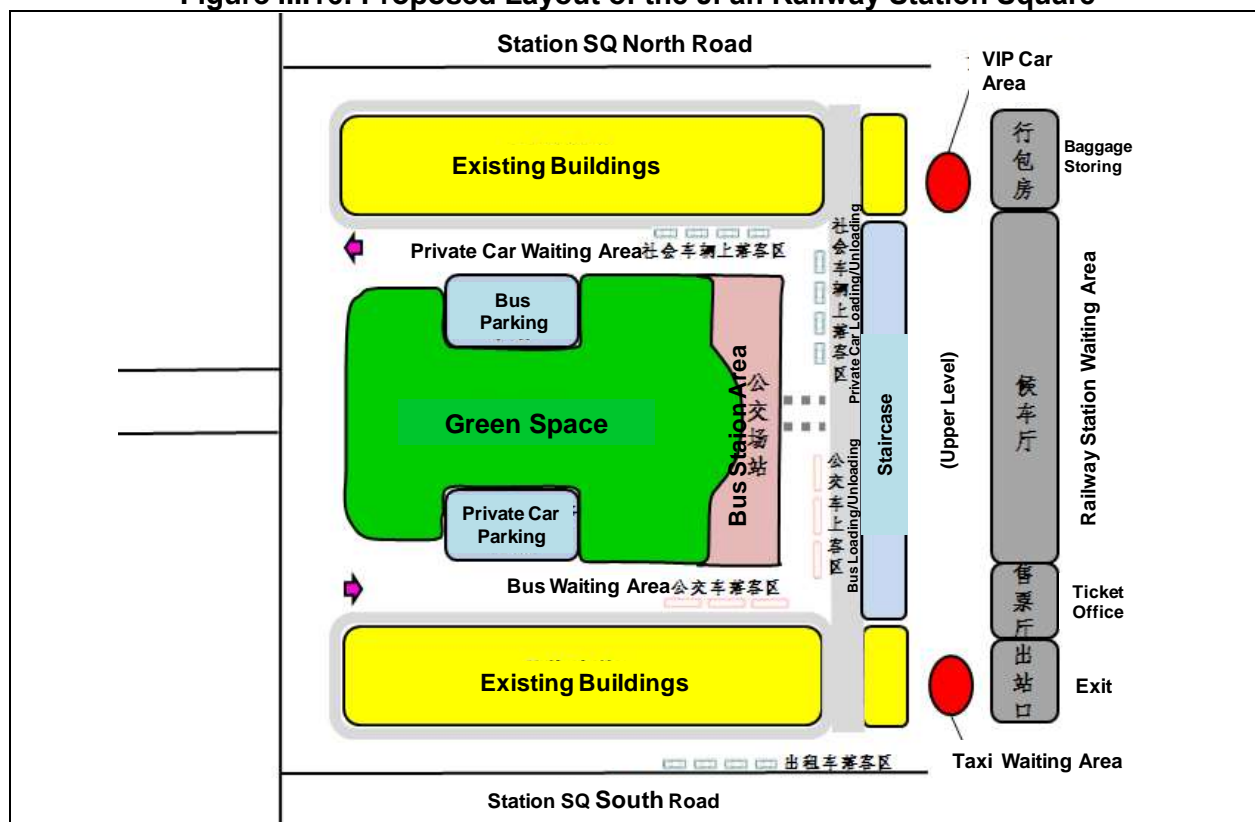 Figure III.10: Proposed Layout of the Ji'an Railway Station Square
Station SQ North Road
VIP Car
Area
Existing Buildings
行包房
Baggage
Storing
Private Car Waiting Area社会车辆上落客区
社会车辆上落客区
Private Car Loading/Unloading
Bus
Parking
Green Space
Bus Staion Area
公交场站
Staircase
(Upper Level)
候车厅
Railway Station Waiting Area
公交车上客区
Bus Loading/Unloading
Private Car
Parking
Bus Waiting Area公交车落客区
售票厅
Ticket
Office
Existing Buildings
出站口
Exit
出租车落客区
Taxi Waiting Area
Station SQ South Road